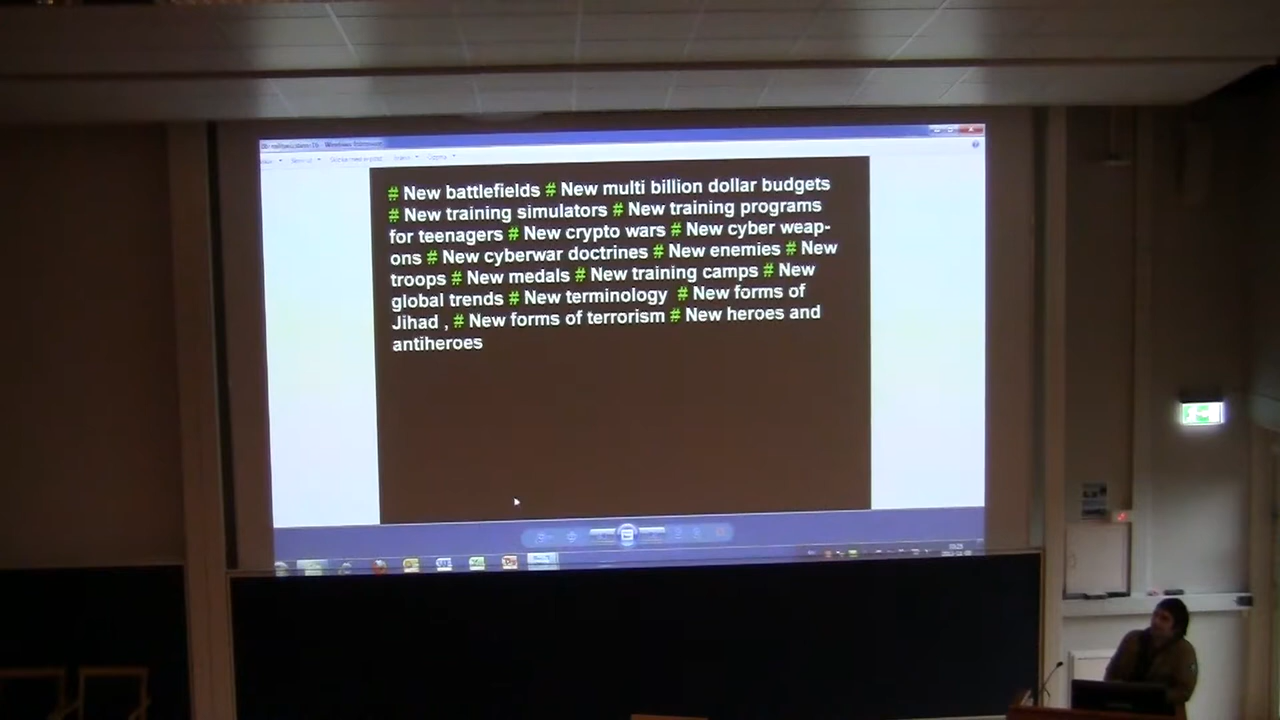 # New battlefields # New multi billion dollar budgets
# New training simulators # New training programs
for teenagers # New crypto wars # New cyber weap-
ons # New cyberwar doctrines # New enemies # New
troops # New medals # New training camps # New
global trends # New terminology # New forms of
Jihad , # New forms of terrorism # New heroes and
antiheroes